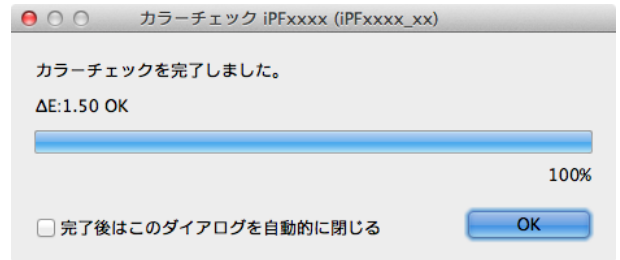 カラーチェック iPFxxxx (iPFxxxx_xx)
カラーチェックを完了しました。
ΔE:1.50 OK
100%
完了後はこのダイアログを自動的に閉じる
OK